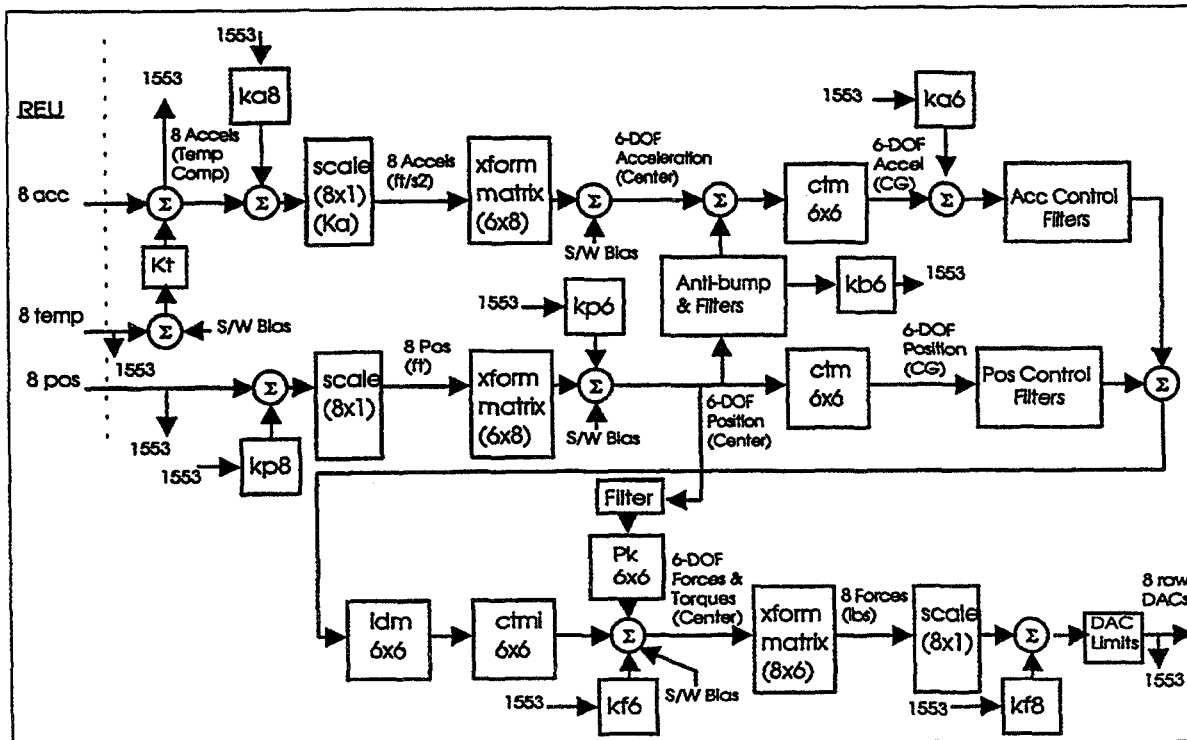 1553
1553
ka8
REU
8 Accels
(Temp
Comp)
8 acc
Σ
Σ
scale
(8x1)
(Ka)
8 Accels
(ft/s2)
xform
matrix
(6x8)
Σ
S/W Bias
6-DOF
Acceleration
(Center)
Σ
ctm
6x6
1553
ka6
6-DOF
Accel
(CG)
Σ
Acc Control
Filters
Kt
8 temp
Σ
S/W Bias
1553
1553
kp6
Anti-bump
& Filters
kb6
1553
8 pos
1553
Σ
1553
kp8
scale
(8x1)
8 Pos
(ft)
xform
matrix
(6x8)
Σ
S/W Bias
6-DOF
Position
(Center)
ctm
6x6
6-DOF
Position
(CG)
Pos Control
Filters
Σ
Filter
Pk
6x6
ldm
6x6
ctmi
6x6
Σ
1553
kf6
S/W Bias
6-DOF
Forces &
Torques
(Center)
xform
matrix
(8x6)
8 Forces
(lbs)
scale
(8x1)
Σ
1553
kf8
DAC
Limits
8 raw
DACs
1553